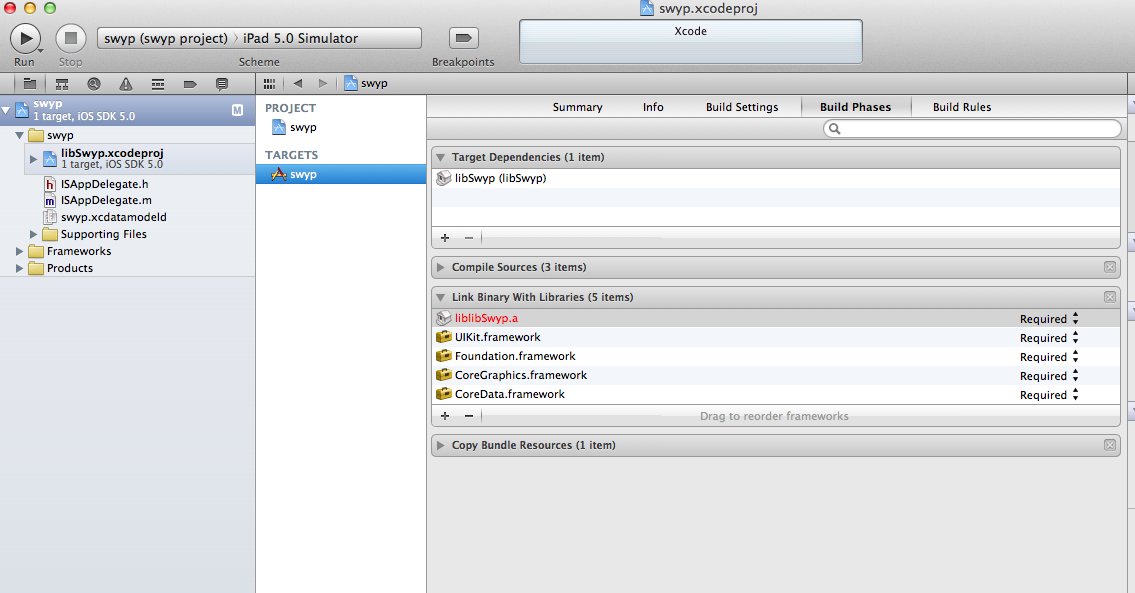 swyp.xcodeproj
swyp (swyp project) › iPad 5.0 Simulator
Xcode
Run
Stop
Scheme
Breakpoints
swyp
swyp
1 target, iOS SDK 5.0
M
swyp
libSwyp.xcodeproj
1 target, iOS SDK 5.0
h ISAppDelegate.h
m ISAppDelegate.m
swyp.xcdatamodeld
Supporting Files
Frameworks
Products
PROJECT
swyp
TARGETS
swyp
Summary
Info
Build Settings
Build Phases
Build Rules
Target Dependencies (1 item)
libSwyp (libSwyp)
+ −
Compile Sources (3 items)
Link Binary With Libraries (5 items)
liblibSwyp.a Required
UIKit.framework Required
Foundation.framework Required
CoreGraphics.framework Required
CoreData.framework Required
+ − Drag to reorder frameworks
Copy Bundle Resources (1 item)